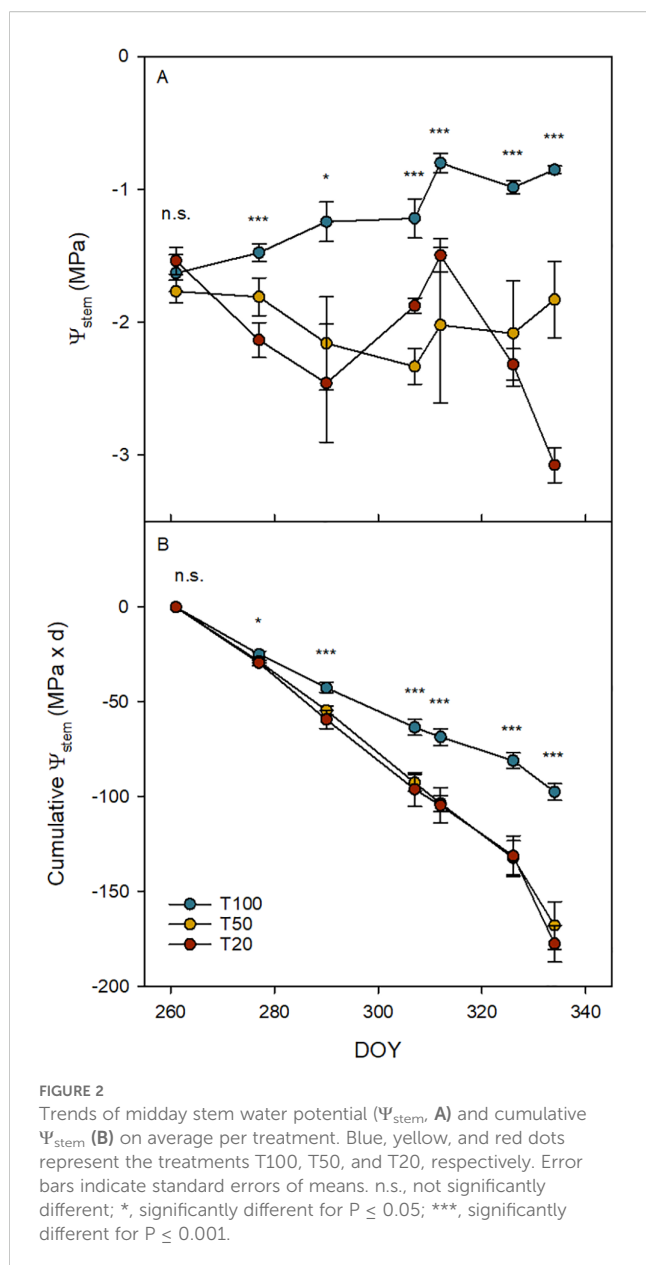 0
A
***
***
***
***
***
*
n.s.
-1
Ψstem (MPa)
-2
-3
B
n.s.
0
*
***
***
***
***
***
-50
Cumulative Ψstem (MPa x d)
-100
-150
T100
T50
T20
-200
260 280 300 320 340
DOY
FIGURE 2
Trends of midday stem water potential (Ψstem, A) and cumulative
Ψstem (B) on average per treatment. Blue, yellow, and red dots
represent the treatments T100, T50, and T20, respectively. Error
bars indicate standard errors of means. n.s., not significantly
different; *, significantly different for P ≤ 0.05; ***, significantly
different for P ≤ 0.001.